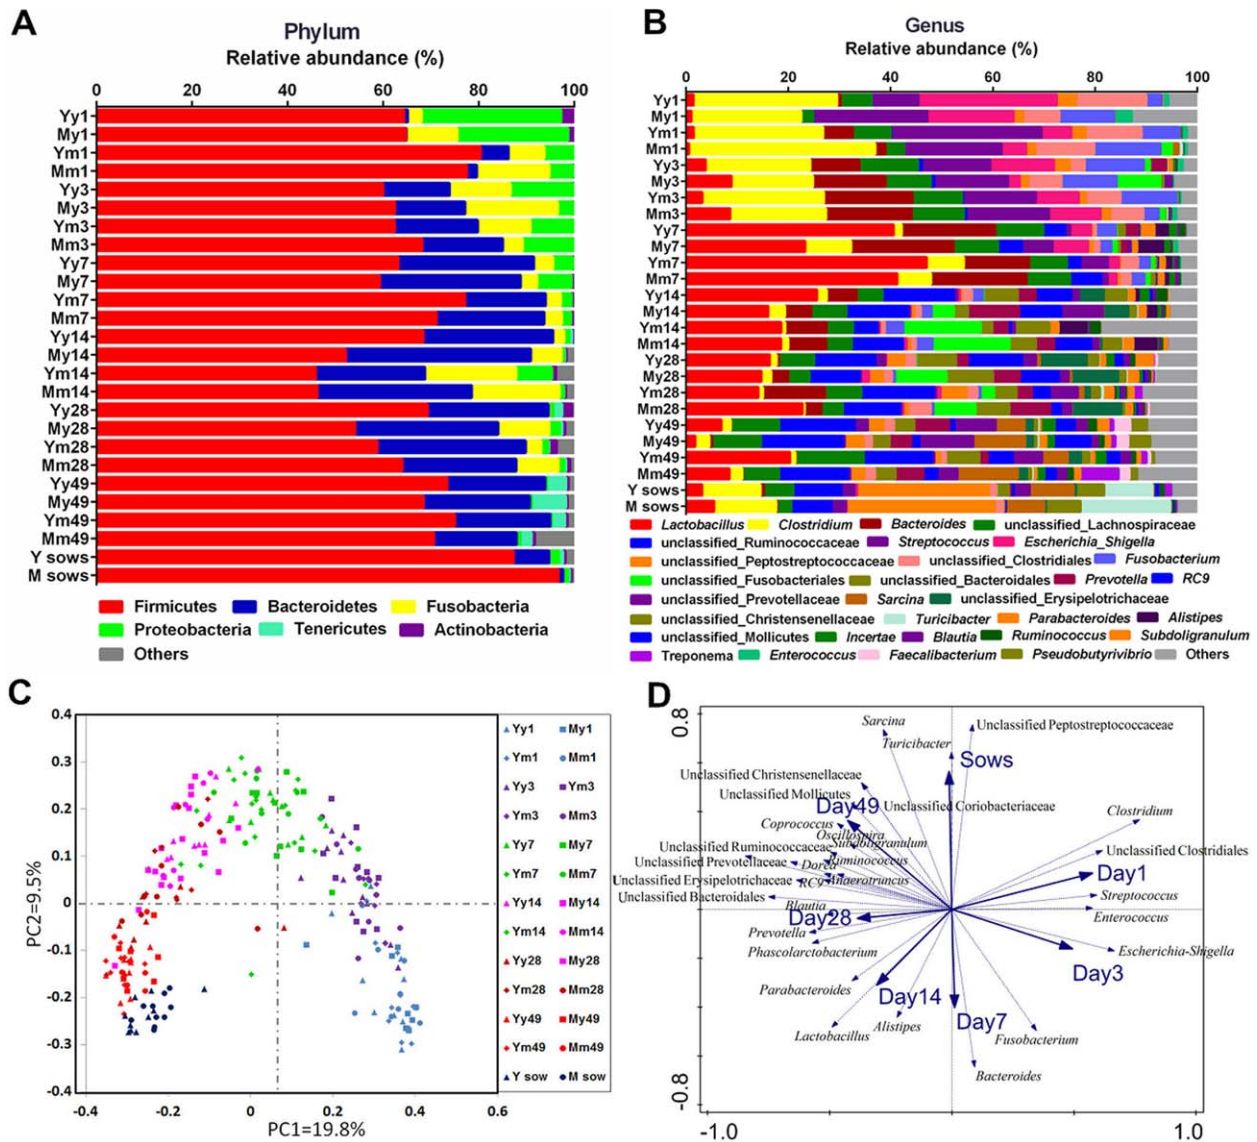 A
Phylum
Relative abundance (%)
0 20 40 60 80 100
Yy1
My1
Ym1
Mm1
Yy3
My3
Ym3
Mm3
Yy7
My7
Ym7
Mm7
Yy14
My14
Ym14
Mm14
Yy28
My28
Ym28
Mm28
Yy49
My49
Ym49
Mm49
Y sows
M sows
Firmicutes Bacteroidetes Fusobacteria
Proteobacteria Tenericutes Actinobacteria
Others
B
Genus
Relative abundance (%)
0 20 40 60 80 100
Yy1
My1
Ym1
Mm1
Yy3
My3
Ym3
Mm3
Yy7
My7
Ym7
Mm7
Yy14
My14
Ym14
Mm14
Yy28
My28
Ym28
Mm28
Yy49
My49
Ym49
Mm49
Y sows
M sows
Lactobacillus Clostridium Bacteroides unclassified_Lachnospiraceae
unclassified_Ruminococcaceae Streptococcus Escherichia_Shigella
unclassified_Peptostreptococcaceae unclassified_Clostridiales Fusobacterium
unclassified_Fusobacteriales unclassified_Bacteroidales Prevotella RC9
unclassified_Prevotellaceae Sarcina unclassified_Erysipelotrichaceae
unclassified_Christensenellaceae Turicibacter Parabacteroides Alistipes
unclassified_Mollicutes Incertae Blautia Ruminococcus Subdoligranulum
Treponema Enterococcus Faecalibacterium Pseudobutyrivibrio Others
C
0.4
0.3
0.2
0.1
0
-0.1
-0.2
-0.3
-0.4
PC2=9.5%
-0.4 -0.2 0 0.2 0.4 0.6
PC1=19.8%
Yy1 My1
Ym1 Mm1
Yy3 Ym3
Ym3 Mm3
Yy7 My7
Ym7 Mm7
Yy14 My14
Ym14 Mm14
Yy28 My28
Ym28 Mm28
Yy49 My49
Ym49 Mm49
Y sow M sow
D
0.8
-0.8
-1.0 1.0
Sarcina
Unclassified Peptostreptococcaceae
Turicibacter
Sows
Unclassified Christensenellaceae
Unclassified Mollicutes
Day49
Unclassified Coriobacteriaceae
Clostridium
Coprococcus
Oscillospira
Subdoligranulum
Unclassified Ruminococcaceae
Unclassified Clostridiales
Ruminococcus
Unclassified Prevotellaceae
Dorea
Day1
Unclassified Erysipelotrichaceae
RC9
Anaerotruncus
Unclassified Bacteroidales
Streptococcus
Blautia
Day28
Enterococcus
Prevotella
Phascolarctobacterium
Escherichia-Shigella
Day3
Parabacteroides
Day14
Day7
Lactobacillus
Alistipes
Fusobacterium
Bacteroides